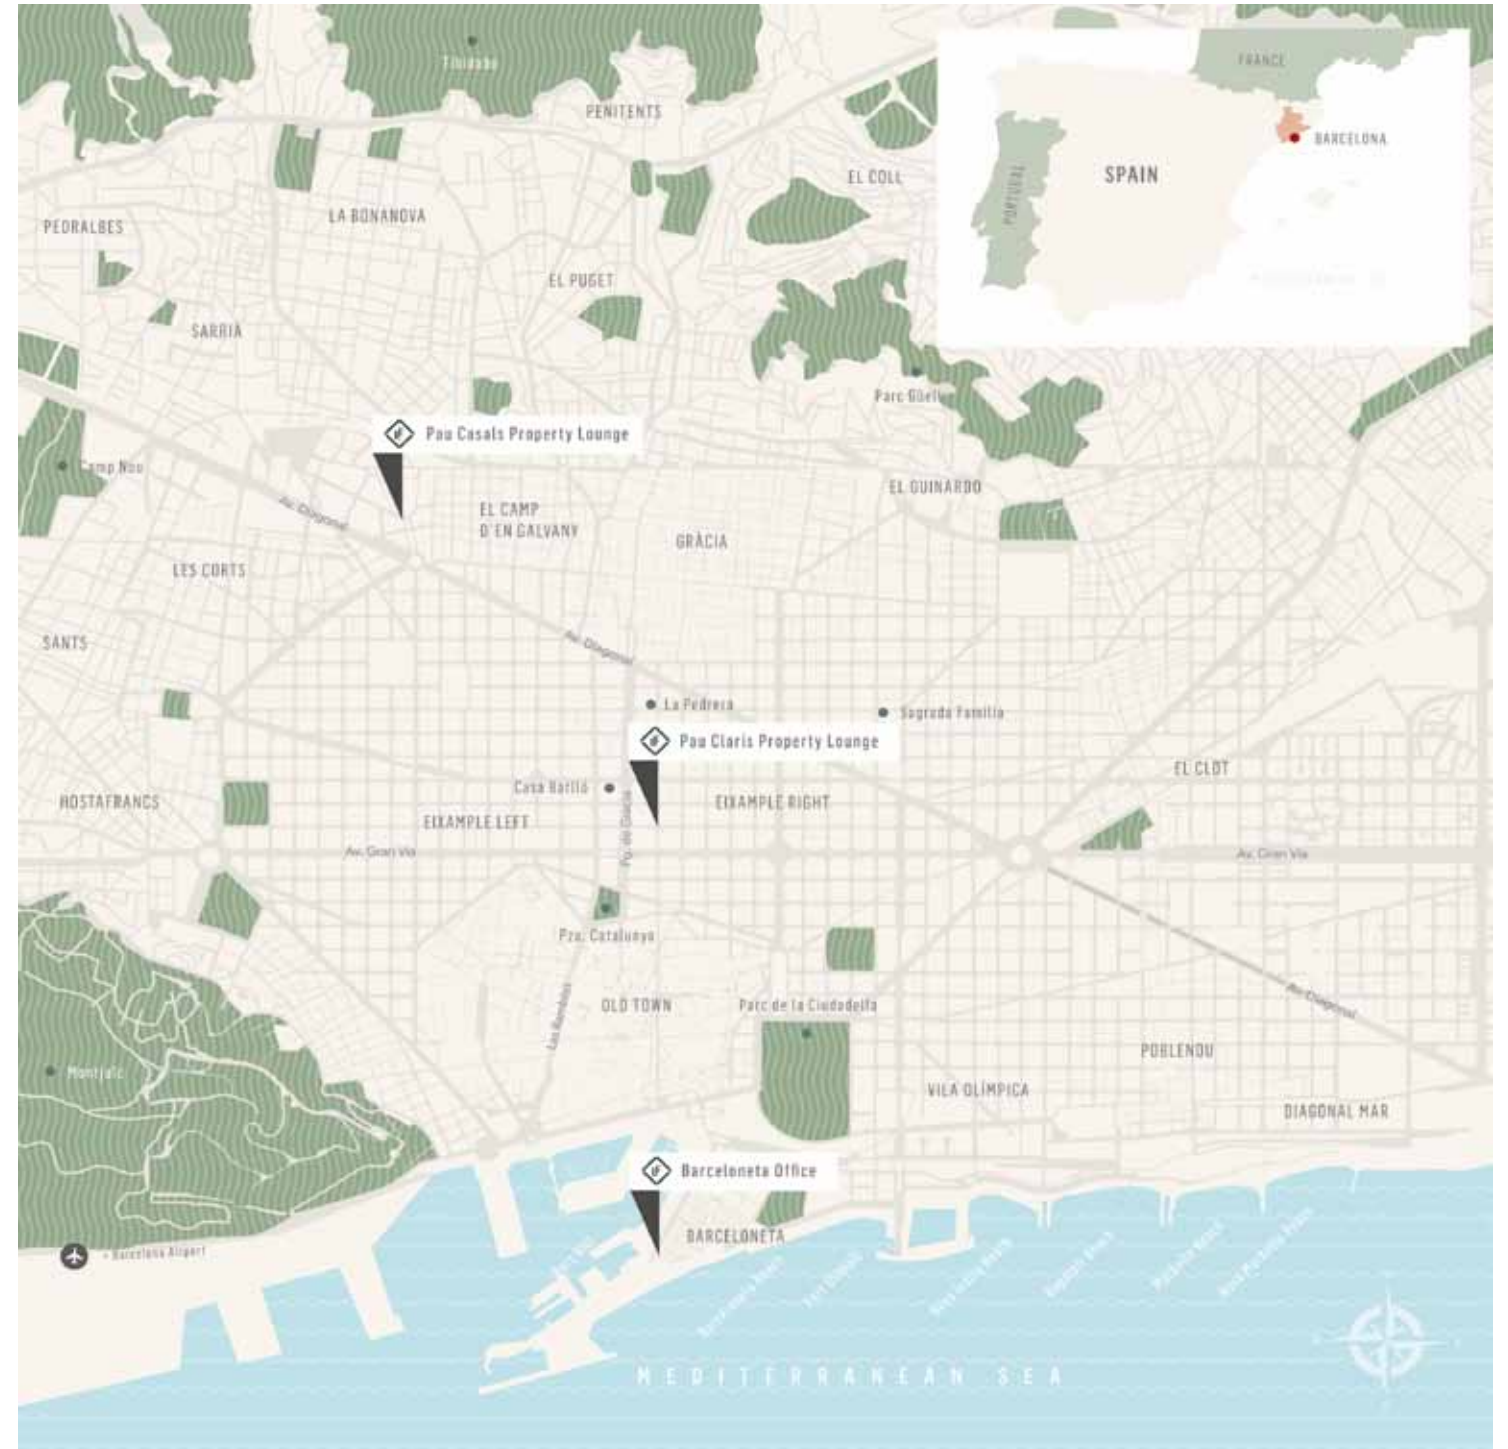 Tibidabo
FRANCE
PENITENTS
BARCELONA
EL COLL
SPAIN
PORTUGAL
LA BONANOVA
PEDRALBES
EL PUGET
SARRIÀ
Parc Güell
Pau Casals Property Lounge
Camp Nou
EL GUINARDO
Av. Diagonal
EL CAMP
D'EN GALVANY
GRÀCIA
LES CORTS
SANTS
Av. Diagonal
La Pedrera
Sagrada Familia
Pau Claris Property Lounge
EL CLOT
Casa Batlló
HOSTAFRANCS
EIXAMPLE RIGHT
EIXAMPLE LEFT
Pg. de Gracia
Av. Gran Via
Av. Gran Via
Pza. Catalunya
Las Ramblas
OLD TOWN
Parc de la Ciudadella
Av. Diagonal
POBLENOU
Montjuïc
VILA OLÍMPICA
DIAGONAL MAR
Barceloneta Office
BARCELONETA
Barcelona Airport
MEDITERRANEAN SEA